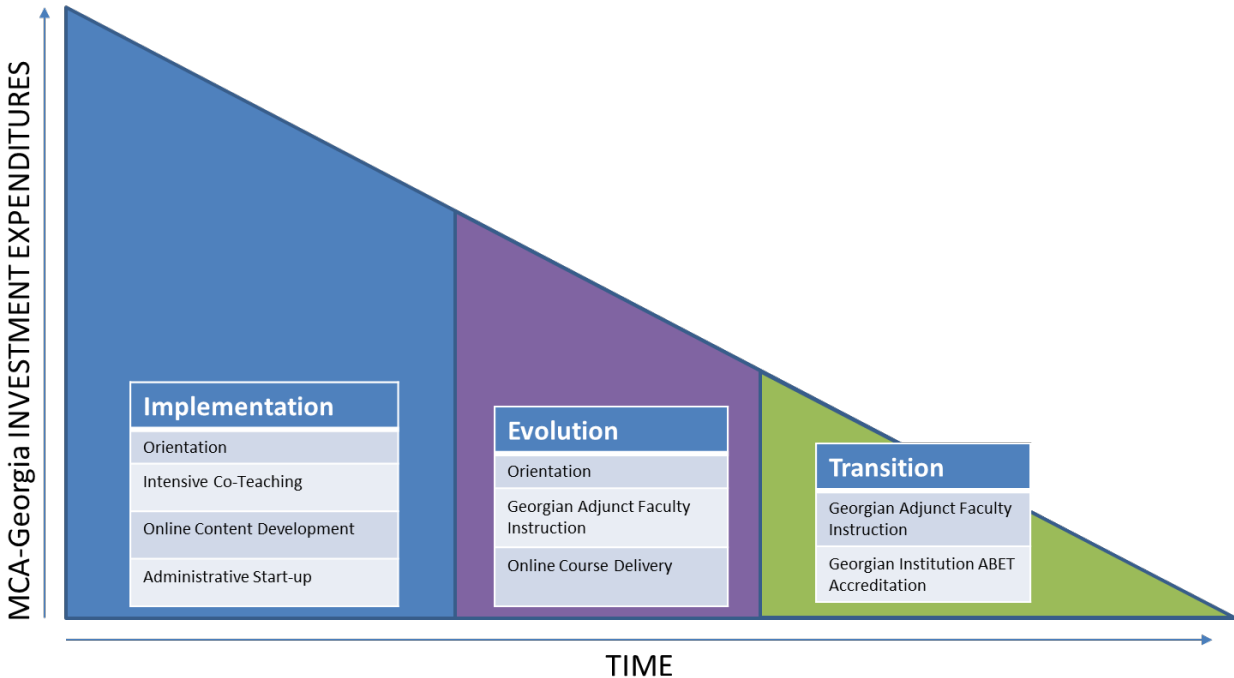 MCA-Georgia INVESTMENT EXPENDITURES
Implementation
Orientation
Intensive Co-Teaching
Online Content Development
Administrative Start-up
Evolution
Orientation
Georgian Adjunct Faculty
Instruction
Online Course Delivery
Transition
Georgian Adjunct Faculty
Instruction
Georgian Institution ABET
Accreditation
TIME